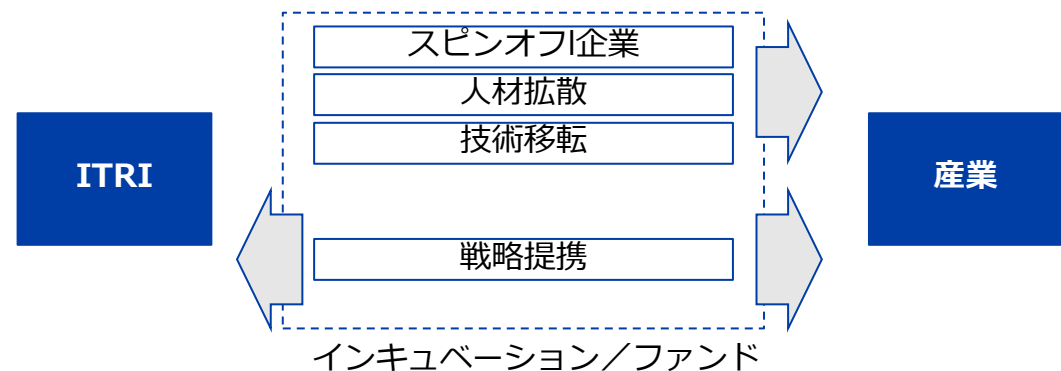 スピンオフl企業
人材拡散
技術移転
ITRI
産業
戦略提携
インキュベーション／ファンド